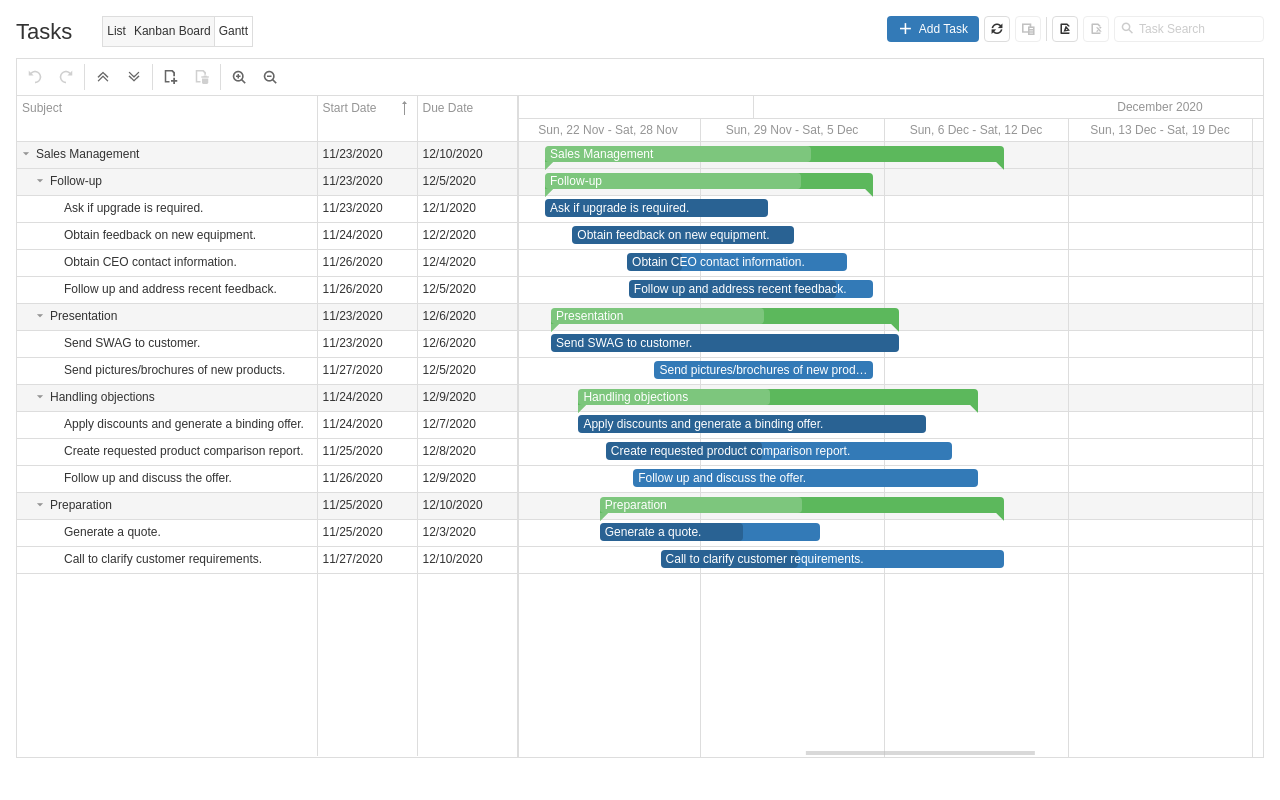 Tasks
List Kanban Board Gantt
Add Task
Task Search
Subject Start Date Due Date
December 2020
Sun, 22 Nov - Sat, 28 Nov Sun, 29 Nov - Sat, 5 Dec Sun, 6 Dec - Sat, 12 Dec Sun, 13 Dec - Sat, 19 Dec
Sales Management 11/23/2020 12/10/2020 Sales Management
Follow-up 11/23/2020 12/5/2020 Follow-up
Ask if upgrade is required. 11/23/2020 12/1/2020 Ask if upgrade is required.
Obtain feedback on new equipment. 11/24/2020 12/2/2020 Obtain feedback on new equipment.
Obtain CEO contact information. 11/26/2020 12/4/2020 Obtain CEO contact information.
Follow up and address recent feedback. 11/26/2020 12/5/2020 Follow up and address recent feedback.
Presentation 11/23/2020 12/6/2020 Presentation
Send SWAG to customer. 11/23/2020 12/6/2020 Send SWAG to customer.
Send pictures/brochures of new products. 11/27/2020 12/5/2020 Send pictures/brochures of new prod…
Handling objections 11/24/2020 12/9/2020 Handling objections
Apply discounts and generate a binding offer. 11/24/2020 12/7/2020 Apply discounts and generate a binding offer.
Create requested product comparison report. 11/25/2020 12/8/2020 Create requested product comparison report.
Follow up and discuss the offer. 11/26/2020 12/9/2020 Follow up and discuss the offer.
Preparation 11/25/2020 12/10/2020 Preparation
Generate a quote. 11/25/2020 12/3/2020 Generate a quote.
Call to clarify customer requirements. 11/27/2020 12/10/2020 Call to clarify customer requirements.